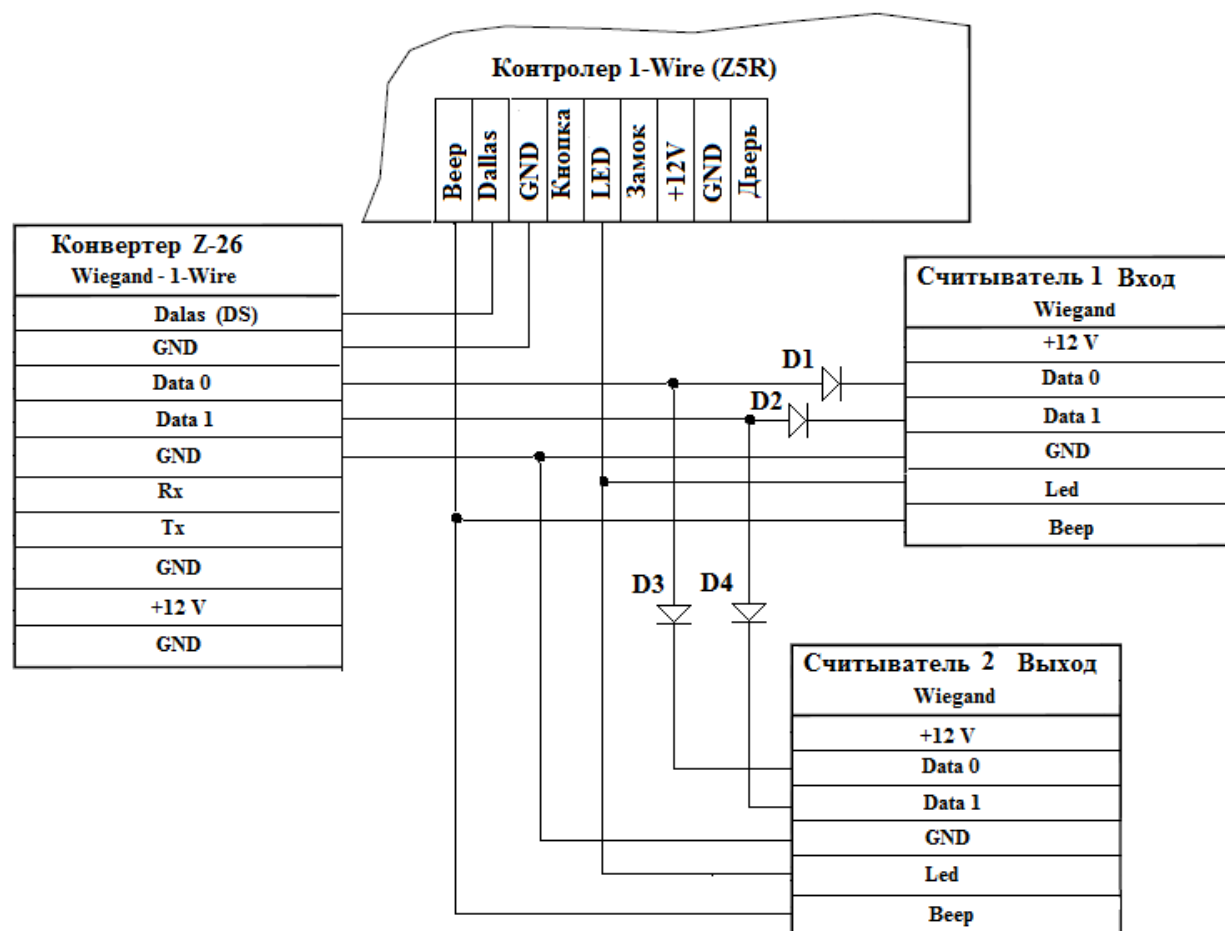 Контролер 1-Wire (Z5R)
Beep
Dallas
GND
Кнопка
LED
Замок
+12V
GND
Дверь
Конвертер Z-26
Wiegand - 1-Wire
Dalas (DS)
GND
Data 0
Data 1
GND
Rx
Tx
GND
+12 V
GND
D1
D2
D3
D4
Считыватель 1 Вход
Wiegand
+12 V
Data 0
Data 1
GND
Led
Beep
Считыватель 2 Выход
Wiegand
+12 V
Data 0
Data 1
GND
Led
Beep